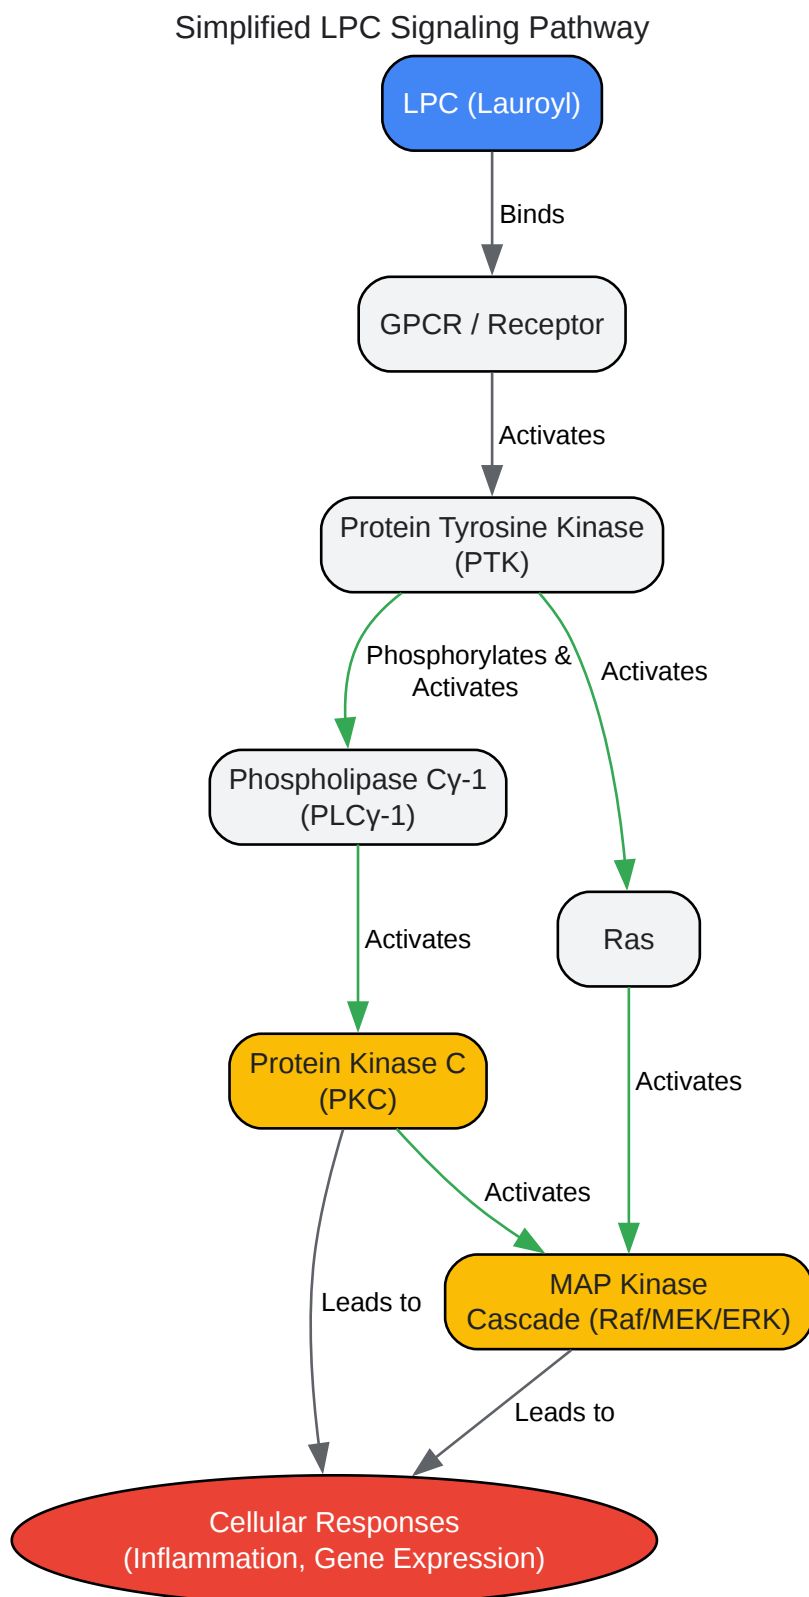 Simplified LPC Signaling Pathway
LPC (Lauroyl)
Binds
GPCR / Receptor
Activates
Protein Tyrosine Kinase
(PTK)
Phosphorylates &
Activates
Activates
Phospholipase Cγ-1
(PLCγ-1)
Activates
Ras
Protein Kinase C
(PKC)
Activates
Activates
MAP Kinase
Cascade (Raf/MEK/ERK)
Leads to
Leads to
Cellular Responses
(Inflammation, Gene Expression)